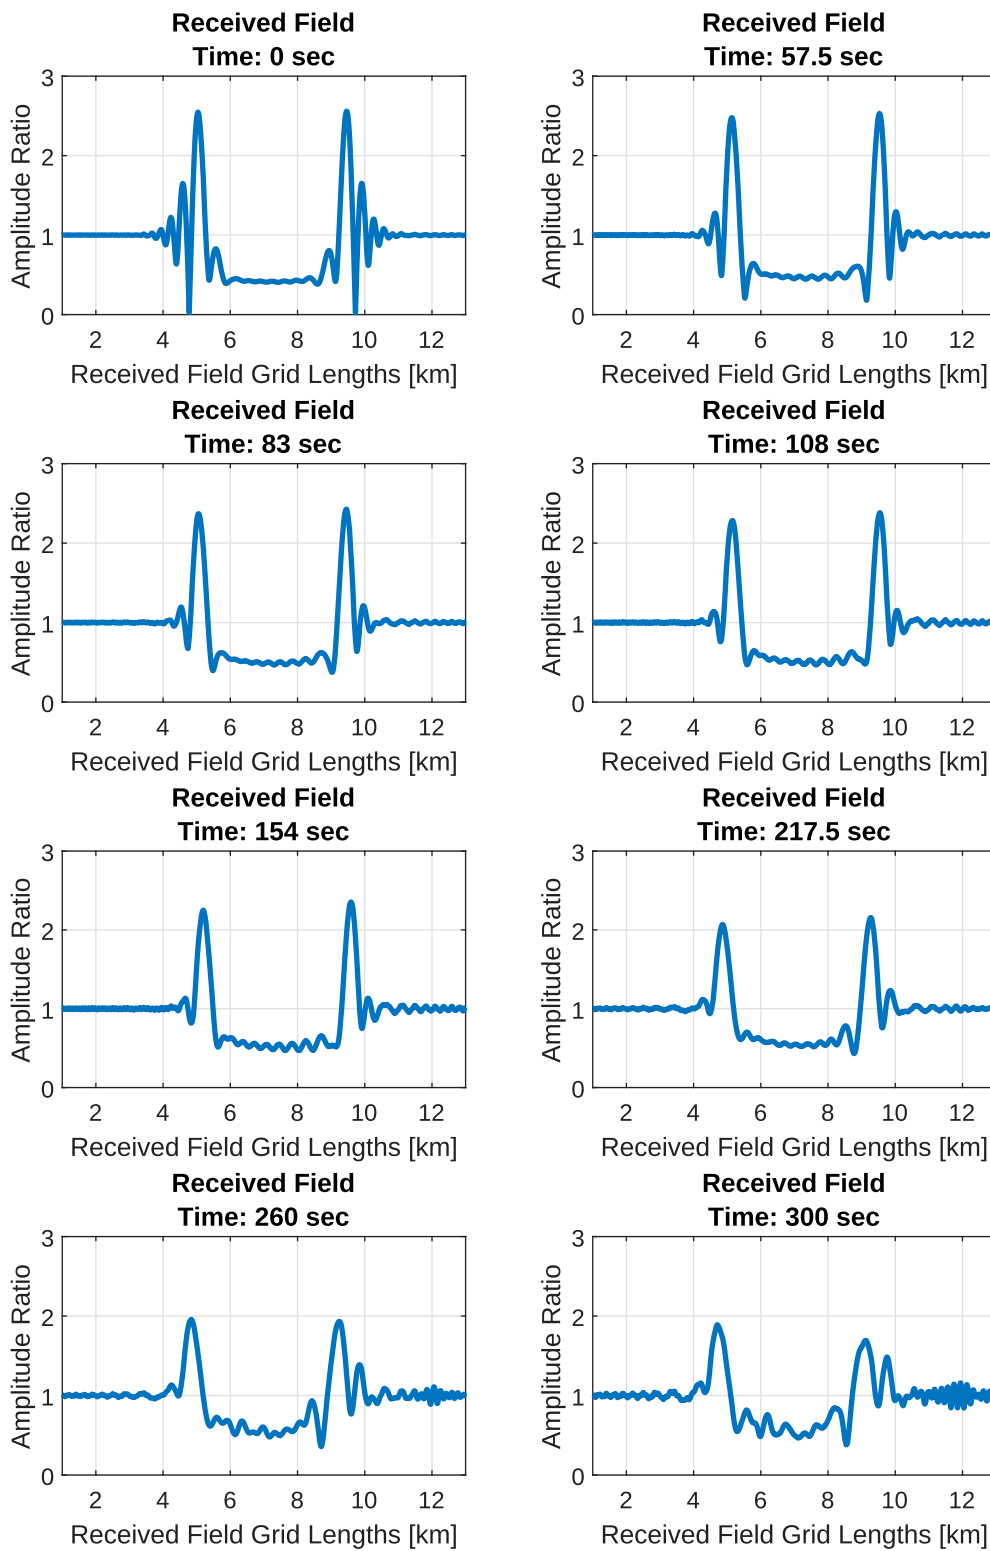 Received Field
Time: 0 sec
3
2
1
0
Amplitude Ratio
2 4 6 8 10 12
Received Field Grid Lengths [km]
Received Field
Time: 57.5 sec
3
2
1
0
Amplitude Ratio
2 4 6 8 10 12
Received Field Grid Lengths [km]
Received Field
Time: 83 sec
3
2
1
0
Amplitude Ratio
2 4 6 8 10 12
Received Field Grid Lengths [km]
Received Field
Time: 108 sec
3
2
1
0
Amplitude Ratio
2 4 6 8 10 12
Received Field Grid Lengths [km]
Received Field
Time: 154 sec
3
2
1
0
Amplitude Ratio
2 4 6 8 10 12
Received Field Grid Lengths [km]
Received Field
Time: 217.5 sec
3
2
1
0
Amplitude Ratio
2 4 6 8 10 12
Received Field Grid Lengths [km]
Received Field
Time: 260 sec
3
2
1
0
Amplitude Ratio
2 4 6 8 10 12
Received Field Grid Lengths [km]
Received Field
Time: 300 sec
3
2
1
0
Amplitude Ratio
2 4 6 8 10 12
Received Field Grid Lengths [km]